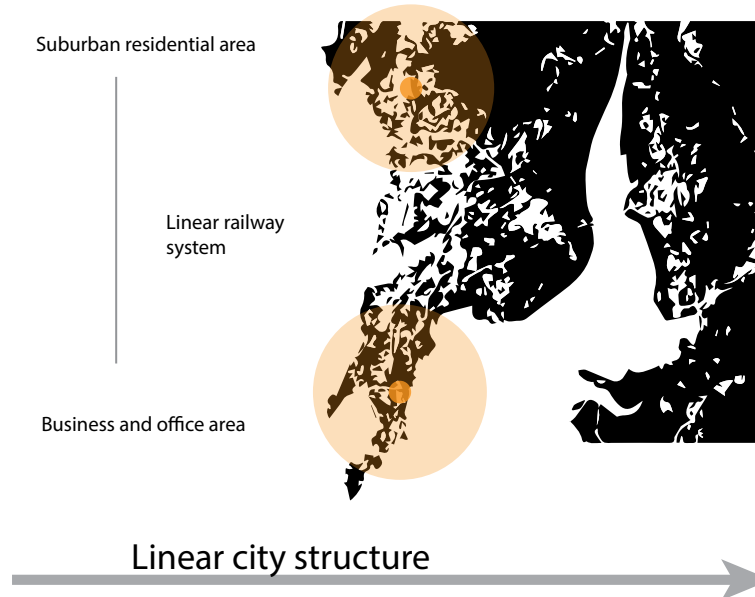 Suburban residential area
Linear railway
system
Business and office area
Linear city structure